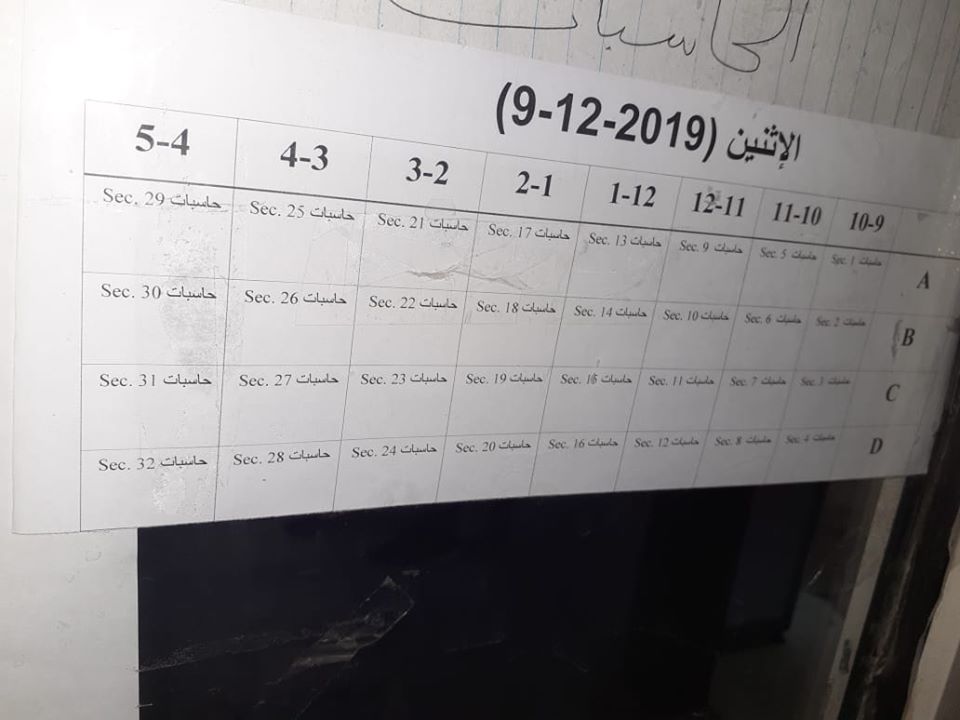 الحاسبات
الإثنين (9-12-2019)
10-9 11-10 12-11 1-12 2-1 3-2 4-3 5-4
A حاسبات Sec. 1 حاسبات Sec. 5 حاسبات Sec. 9 حاسبات Sec. 13 حاسبات Sec. 17 حاسبات Sec. 21 حاسبات Sec. 25 حاسبات Sec. 29
B حاسبات Sec. 2 حاسبات Sec. 6 حاسبات Sec. 10 حاسبات Sec. 14 حاسبات Sec. 18 حاسبات Sec. 22 حاسبات Sec. 26 حاسبات Sec. 30
C حاسبات Sec. 3 حاسبات Sec. 7 حاسبات Sec. 11 حاسبات Sec. 15 حاسبات Sec. 19 حاسبات Sec. 23 حاسبات Sec. 27 حاسبات Sec. 31
D حاسبات Sec. 4 حاسبات Sec. 8 حاسبات Sec. 12 حاسبات Sec. 16 حاسبات Sec. 20 حاسبات Sec. 24 حاسبات Sec. 28 حاسبات Sec. 32